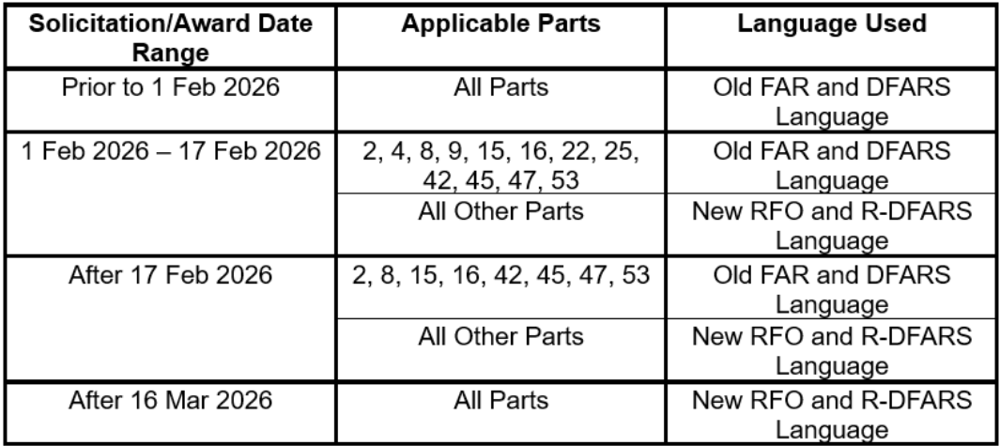 Solicitation/Award Date
Range
Applicable Parts
Language Used
Prior to 1 Feb 2026
All Parts
Old FAR and DFARS
Language
1 Feb 2026 – 17 Feb 2026
2, 4, 8, 9, 15, 16, 22, 25,
42, 45, 47, 53
Old FAR and DFARS
Language
All Other Parts
New RFO and R-DFARS
Language
After 17 Feb 2026
2, 8, 15, 16, 42, 45, 47, 53
Old FAR and DFARS
Language
All Other Parts
New RFO and R-DFARS
Language
After 16 Mar 2026
All Parts
New RFO and R-DFARS
Language